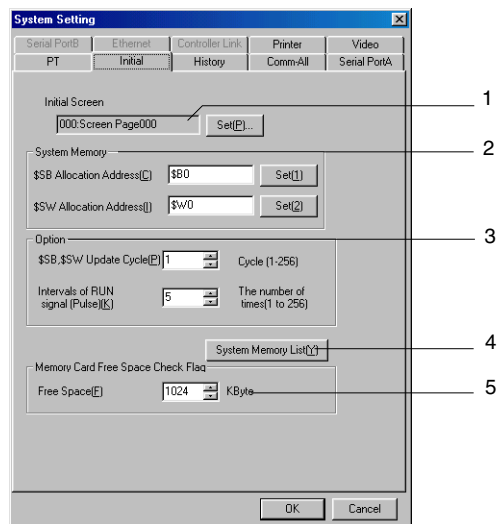 System Setting
Serial PortB Ethernet Controller Link Printer Video
PT Initial History Comm-All Serial PortA
Initial Screen
000:Screen Page000 Set(P)... 1
System Memory 2
$SB Allocation Address(C) $B0 Set(1)
$SW Allocation Address(I) $W0 Set(2)
Option 3
$SB,$SW Update Cycle(P) 1 Cycle (1-256)
Intervals of RUN The number of
signal (Pulse)(K) 5 times(1 to 256)
System Memory List(Y) 4
Memory Card Free Space Check Flag
Free Space(F) 1024 KByte 5
OK Cancel